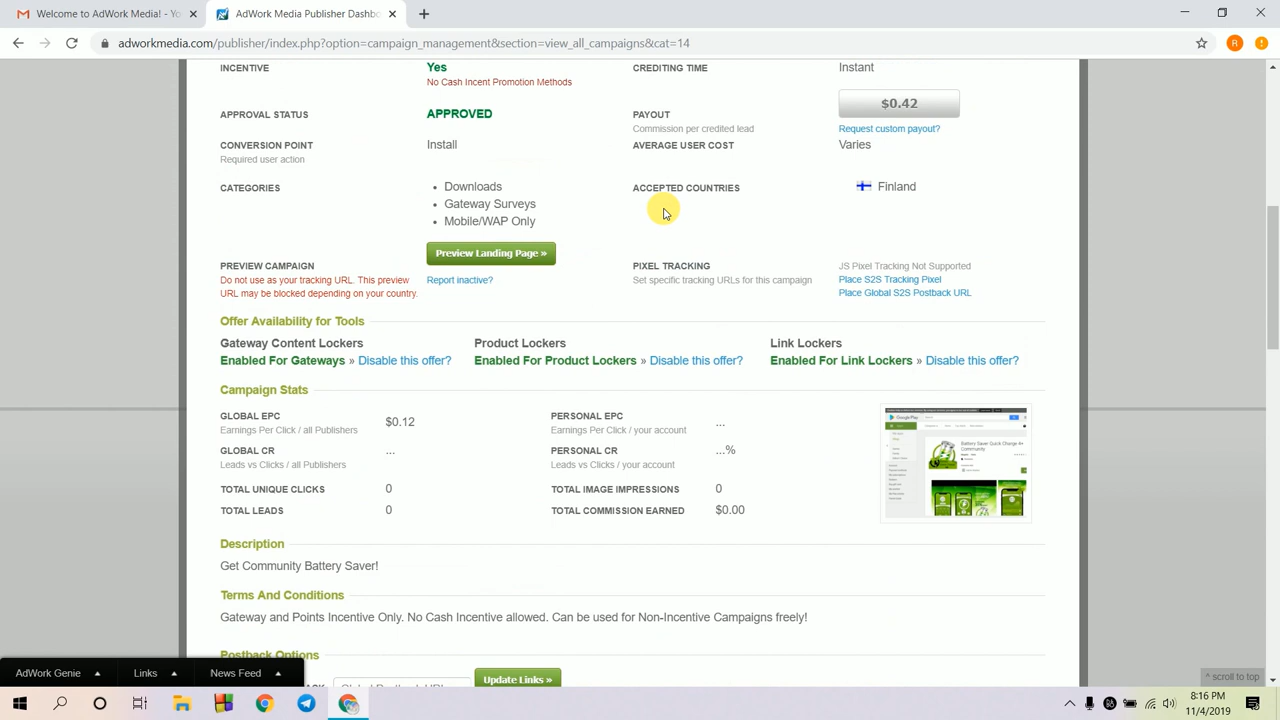 Welcome to AdWork Media! - Yo
AdWork Media Publisher Dashbo
adworkmedia.com/publisher/index.php?option=campaign_management&section=view_all_campaigns&cat=14
INCENTIVE
Yes
CREDITING TIME
Instant
No Cash Incent Promotion Methods
APPROVAL STATUS
APPROVED
PAYOUT
$0.42
Commission per credited lead
Request custom payout?
CONVERSION POINT
Install
AVERAGE USER COST
Varies
Required user action
CATEGORIES
• Downloads
ACCEPTED COUNTRIES
Finland
• Gateway Surveys
• Mobile/WAP Only
Preview Landing Page »
PREVIEW CAMPAIGN
PIXEL TRACKING
JS Pixel Tracking Not Supported
Do not use as your tracking URL. This preview
URL may be blocked depending on your country.
Report inactive?
Set specific tracking URLs for this campaign
Place S2S Tracking Pixel
Place Global S2S Postback URL
Offer Availability for Tools
Gateway Content Lockers
Product Lockers
Link Lockers
Enabled For Gateways » Disable this offer?
Enabled For Product Lockers » Disable this offer?
Enabled For Link Lockers » Disable this offer?
Campaign Stats
GLOBAL EPC
$0.12
PERSONAL EPC
...
Earnings Per Click / all Publishers
Earnings Per Click / your account
GLOBAL CR
...
PERSONAL CR
...%
Leads vs Clicks / all Publishers
Leads vs Clicks / your account
TOTAL UNIQUE CLICKS
0
TOTAL IMAGE IMPRESSIONS
0
TOTAL LEADS
0
TOTAL COMMISSION EARNED
$0.00
Google Play
Battery Saver Quick Charge 4+
Community
Description
Get Community Battery Saver!
Terms And Conditions
Gateway and Points Incentive Only. No Cash Incentive allowed. Can be used for Non-Incentive Campaigns freely!
Postback Options
Update Links »
AdWork Genie
Links
News Feed
^ scroll to top
8:16 PM
11/4/2019